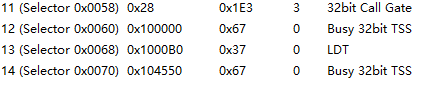 11 (Selector 0x0058) 0x28 0x1E3 3 32bit Call Gate
12 (Selector 0x0060) 0x100000 0x67 0 Busy 32bit TSS
13 (Selector 0x0068) 0x1000B0 0x37 0 LDT
14 (Selector 0x0070) 0x104550 0x67 0 Busy 32bit TSS